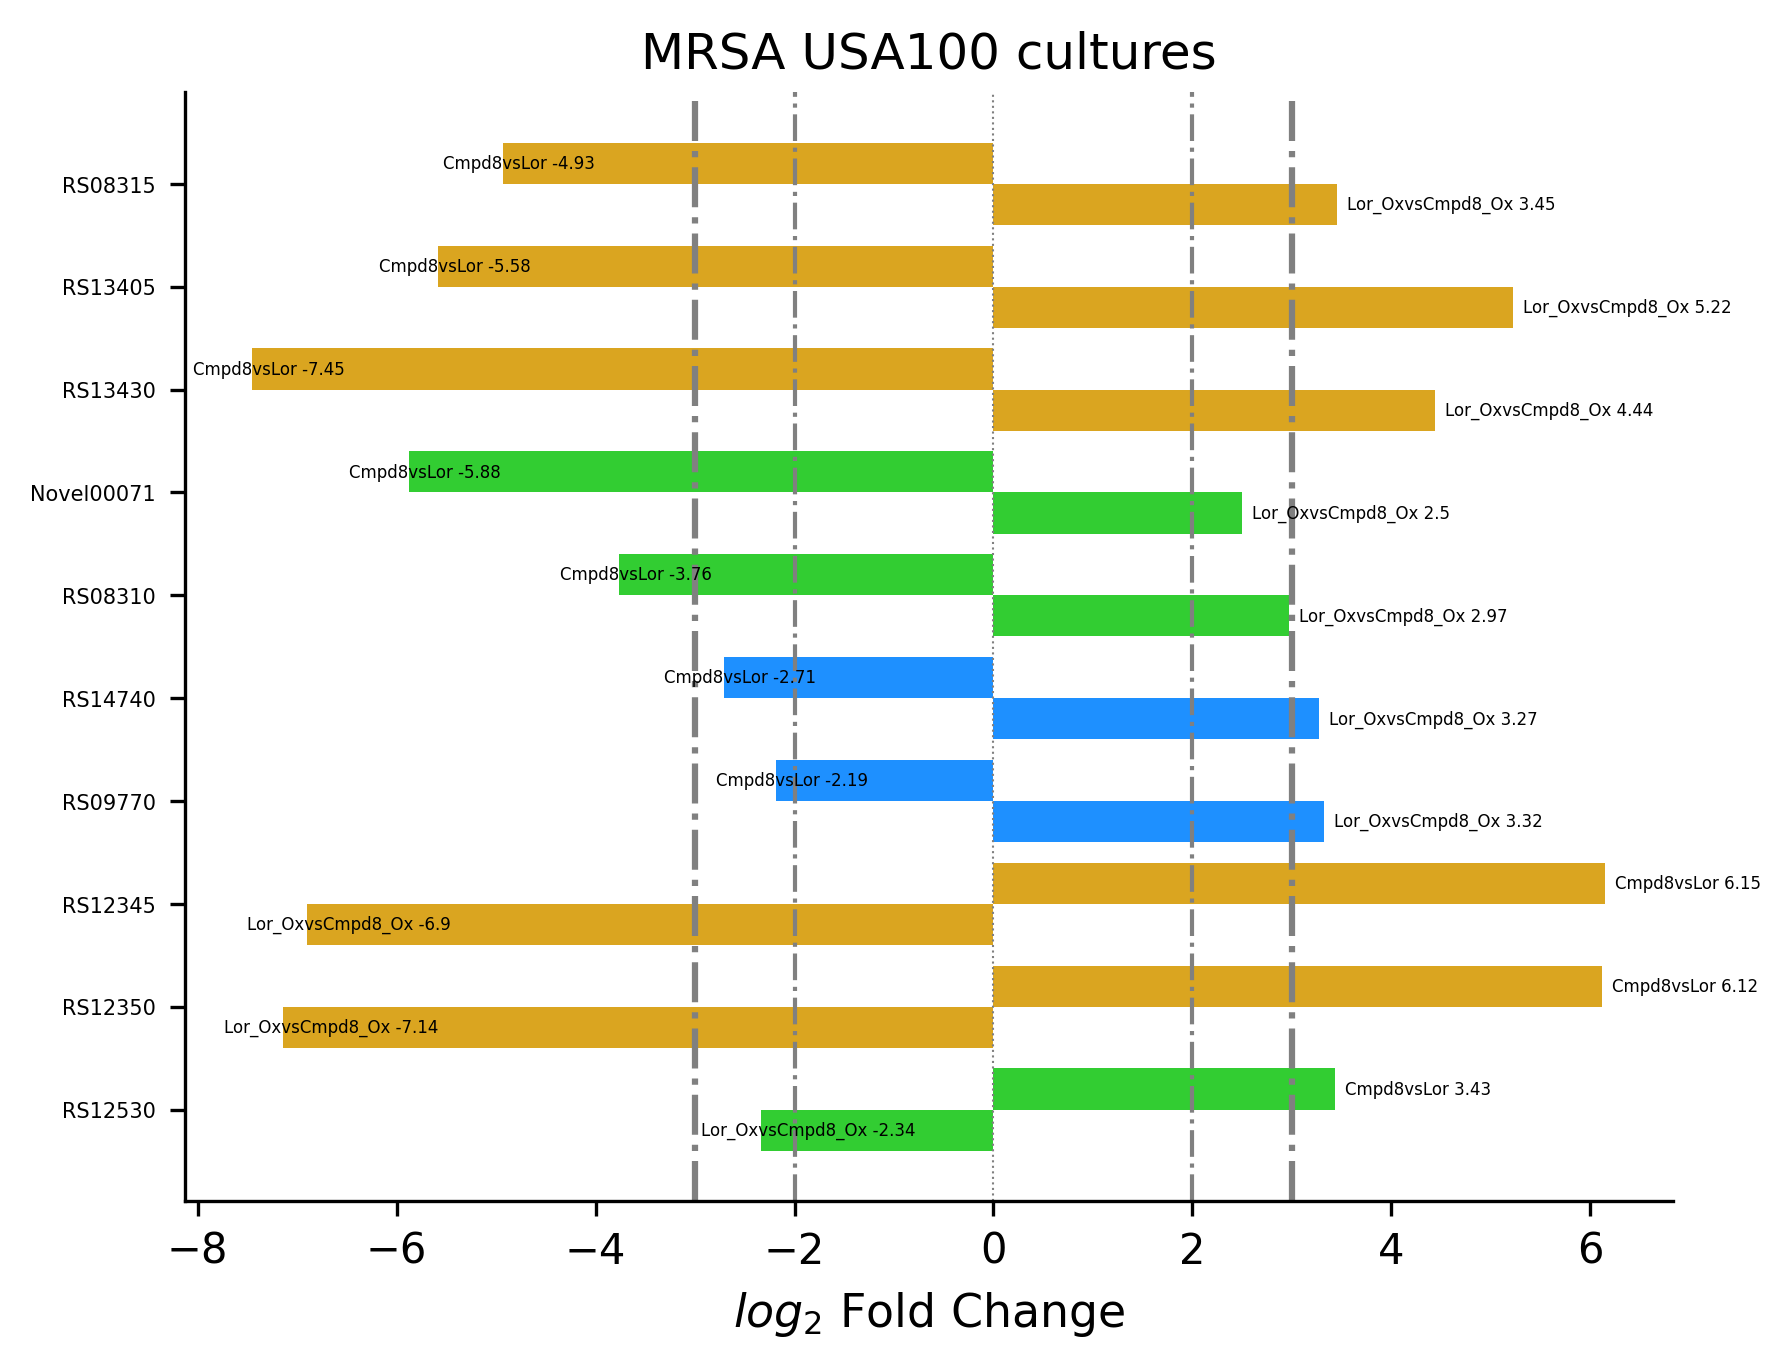 MRSA USA100 cultures
Cmpd8vsLor -4.93
RS08315
Lor_OxvsCmpd8_Ox 3.45
Cmpd8vsLor -5.58
RS13405
Lor_OxvsCmpd8_Ox 5.22
Cmpd8vsLor -7.45
RS13430
Lor_OxvsCmpd8_Ox 4.44
Cmpd8vsLor -5.88
Novel00071
Lor_OxvsCmpd8_Ox 2.5
Cmpd8vsLor -3.76
RS08310
Lor_OxvsCmpd8_Ox 2.97
Cmpd8vsLor -2.71
RS14740
Lor_OxvsCmpd8_Ox 3.27
Cmpd8vsLor -2.19
RS09770
Lor_OxvsCmpd8_Ox 3.32
Cmpd8vsLor 6.15
RS12345
Lor_OxvsCmpd8_Ox -6.9
Cmpd8vsLor 6.12
RS12350
Lor_OxvsCmpd8_Ox -7.14
Cmpd8vsLor 3.43
RS12530
Lor_OxvsCmpd8_Ox -2.34
−8 −6 −4 −2 0 2 4 6
log₂ Fold Change